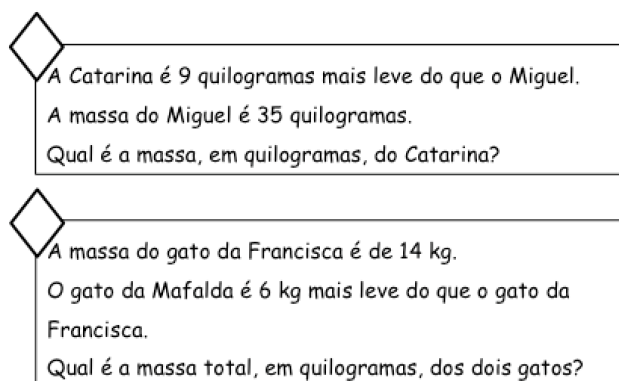 A Catarina é 9 quilogramas mais leve do que o Miguel.
A massa do Miguel é 35 quilogramas.
Qual é a massa, em quilogramas, do Catarina?
A massa do gato da Francisca é de 14 kg.
O gato da Mafalda é 6 kg mais leve do que o gato da
Francisca.
Qual é a massa total, em quilogramas, dos dois gatos?